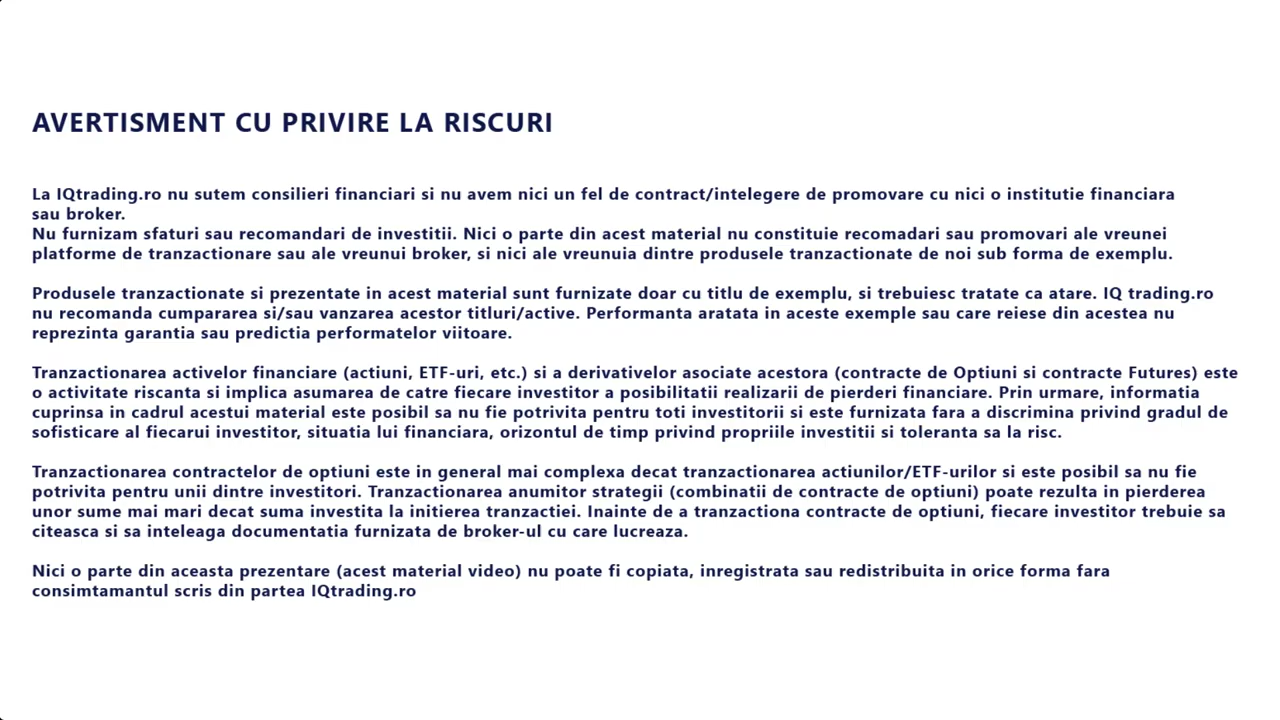 AVERTISMENT CU PRIVIRE LA RISCURI
La IQtrading.ro nu sutem consilieri financiari si nu avem nici un fel de contract/intelegere de promovare cu nici o institutie financiara
sau broker.
Nu furnizam sfaturi sau recomandari de investitii. Nici o parte din acest material nu constituie recomadari sau promovari ale vreunei
platforme de tranzactionare sau ale vreunui broker, si nici ale vreunuia dintre produsele tranzactionate de noi sub forma de exemplu.
Produsele tranzactionate si prezentate in acest material sunt furnizate doar cu titlu de exemplu, si trebuiesc tratate ca atare. IQ trading.ro
nu recomanda cumpararea si/sau vanzarea acestor titluri/active. Performanta aratata in aceste exemple sau care reiese din acestea nu
reprezinta garantia sau predictia performatelor viitoare.
Tranzactionarea activelor financiare (actiuni, ETF-uri, etc.) si a derivativelor asociate acestora (contracte de Optiuni si contracte Futures) este
o activitate riscanta si implica asumarea de catre fiecare investitor a posibilitatii realizarii de pierderi financiare. Prin urmare, informatia
cuprinsa in cadrul acestui material este posibil sa nu fie potrivita pentru toti investitorii si este furnizata fara a discrimina privind gradul de
sofisticare al fiecarui investitor, situatia lui financiara, orizontul de timp privind propriile investitii si toleranta sa la risc.
Tranzactionarea contractelor de optiuni este in general mai complexa decat tranzactionarea actiunilor/ETF-urilor si este posibil sa nu fie
potrivita pentru unii dintre investitori. Tranzactionarea anumitor strategii (combinatii de contracte de optiuni) poate rezulta in pierderea
unor sume mai mari decat suma investita la initierea tranzactiei. Inainte de a tranzactiona contracte de optiuni, fiecare investitor trebuie sa
citeasca si sa inteleaga documentatia furnizata de broker-ul cu care lucreaza.
Nici o parte din aceasta prezentare (acest material video) nu poate fi copiata, inregistrata sau redistribuita in orice forma fara
consimtamantul scris din partea IQtrading.ro